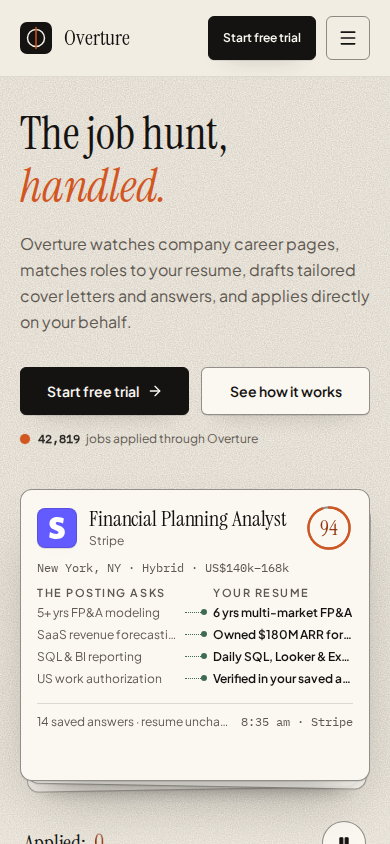 Overture
Start free trial
The job hunt,
handled.
Overture watches company career pages,
matches roles to your resume, drafts tailored
cover letters and answers, and applies directly
on your behalf.
Start free trial →
See how it works
42,819 jobs applied through Overture
S
Financial Planning Analyst
Stripe
94
New York, NY · Hybrid · US$140k–168k
THE POSTING ASKS
YOUR RESUME
5+ yrs FP&A modeling
6 yrs multi-market FP&A
SaaS revenue forecasti…
Owned $180M ARR for…
SQL & BI reporting
Daily SQL, Looker & Ex…
US work authorization
Verified in your saved a…
14 saved answers · resume uncha…
8:35 am · Stripe
Applied: 0